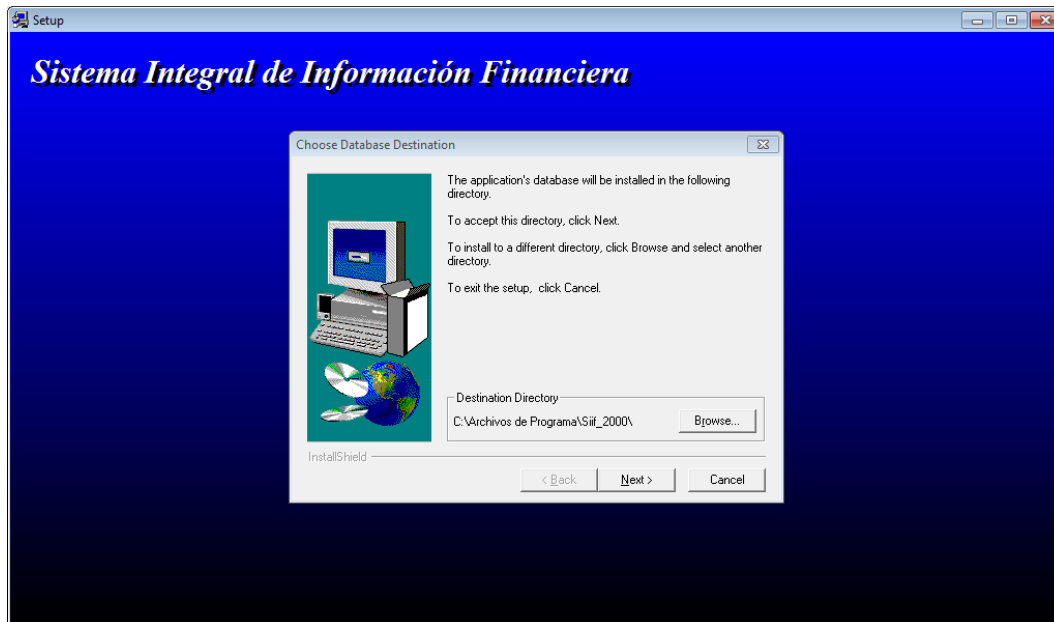 Setup
Sistema Integral de Información Financiera
Choose Database Destination
The application's database will be installed in the following
directory.
To accept this directory, click Next.
To install to a different directory, click Browse and select another
directory.
To exit the setup, click Cancel.
Destination Directory
C:\Archivos de Programa\Siif_2000\
Browse...
InstallShield
< Back
Next >
Cancel